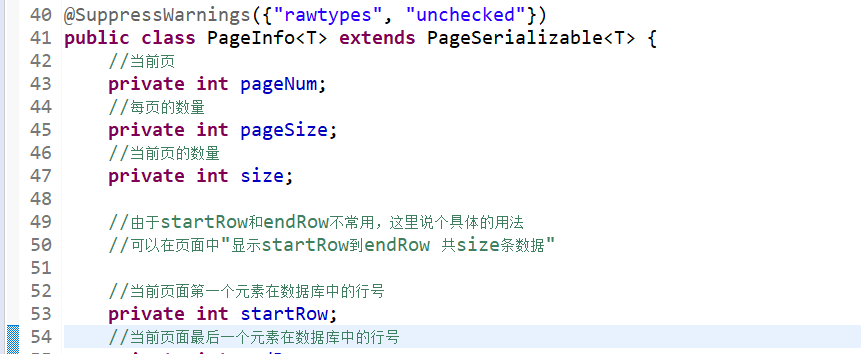 40 @SuppressWarnings({"rawtypes", "unchecked"})
41 public class PageInfo<T> extends PageSerializable<T> {
42 //当前页
43 private int pageNum;
44 //每页的数量
45 private int pageSize;
46 //当前页的数量
47 private int size;
48
49 //由于startRow和endRow不常用，这里说个具体的用法
50 //可以在页面中"显示startRow到endRow 共size条数据"
51
52 //当前页面第一个元素在数据库中的行号
53 private int startRow;
54 //当前页面最后一个元素在数据库中的行号